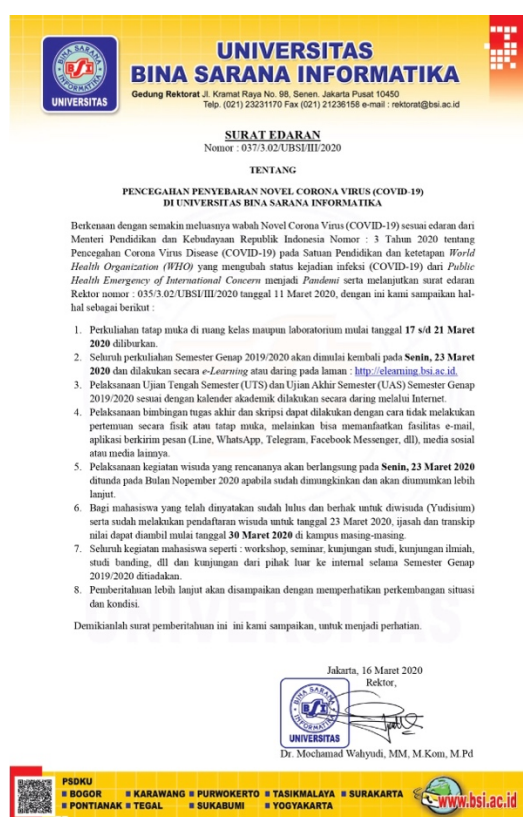 UNIVERSITAS
BINA SARANA INFORMATIKA
Gedung Rektorat Jl. Kramat Raya No. 98, Senen. Jakarta Pusat 10450
Telp. (021) 23231170 Fax (021) 21236158 e-mail : rektorat@bsi.ac.id
BINA SARANA
BSI
INFORMATIKA
UNIVERSITAS
SURAT EDARAN
Nomor : 037/3.02/UBSI/III/2020
TENTANG
PENCEGAHAN PENYEBARAN NOVEL CORONA VIRUS (COVID-19)
DI UNIVERSITAS BINA SARANA INFORMATIKA
Berkenaan dengan semakin meluasnya wabah Novel Corona Virus (COVID-19) sesuai edaran dari
Menteri Pendidikan dan Kebudayaan Republik Indonesia Nomor : 3 Tahun 2020 tentang
Pencegahan Corona Virus Disease (COVID-19) pada Satuan Pendidikan dan ketetapan World
Health Organization (WHO) yang mengubah status kejadian infeksi (COVID-19) dari Public
Health Emergency of International Concern menjadi Pandemi serta melanjutkan surat edaran
Rektor nomor : 035/3.02/UBSI/III/2020 tanggal 11 Maret 2020, dengan ini kami sampaikan hal-
hal sebagai berikut :
1. Perkuliahan tatap muka di ruang kelas maupun laboratorium mulai tanggal 17 s/d 21 Maret
2020 diliburkan.
2. Seluruh perkuliahan Semester Genap 2019/2020 akan dimulai kembali pada Senin, 23 Maret
2020 dan dilakukan secara e-Learning atau daring pada laman : http://elearning.bsi.ac.id.
3. Pelaksanaan Ujian Tengah Semester (UTS) dan Ujian Akhir Semester (UAS) Semester Genap
2019/2020 sesuai dengan kalender akademik dilakukan secara daring melalui Internet.
4. Pelaksanaan bimbingan tugas akhir dan skripsi dapat dilakukan dengan cara tidak melakukan
pertemuan secara fisik atau tatap muka, melainkan bisa memanfaatkan fasilitas e-mail,
aplikasi berkirim pesan (Line, WhatsApp, Telegram, Facebook Messenger, dll), media sosial
atau media lainnya.
5. Pelaksanaan kegiatan wisuda yang rencananya akan berlangsung pada Senin, 23 Maret 2020
ditunda pada Bulan Nopember 2020 apabila sudah dimungkinkan dan akan diumumkan lebih
lanjut.
6. Bagi mahasiswa yang telah dinyatakan sudah lulus dan berhak untuk diwisuda (Yudisium)
serta sudah melakukan pendaftaran wisuda untuk tanggal 23 Maret 2020, ijasah dan transkip
nilai dapat diambil mulai tanggal 30 Maret 2020 di kampus masing-masing.
7. Seluruh kegiatan mahasiswa seperti : workshop, seminar, kunjungan studi, kunjungan ilmiah,
studi banding, dll dan kunjungan dari pihak luar ke internal selama Semester Genap
2019/2020 ditiadakan.
8. Pemberitahuan lebih lanjut akan disampaikan dengan memperhatikan perkembangan situasi
dan kondisi.
Demikianlah surat pemberitahuan ini ini kami sampaikan, untuk menjadi perhatian.
Jakarta, 16 Maret 2020
Rektor,
BSI
UNIVERSITAS
Dr. Mochamad Wahyudi, MM, M.Kom, M.Pd
PSDKU
BOGOR KARAWANG PURWOKERTO TASIKMALAYA SURAKARTA
PONTIANAK TEGAL SUKABUMI YOGYAKARTA
www.bsi.ac.id